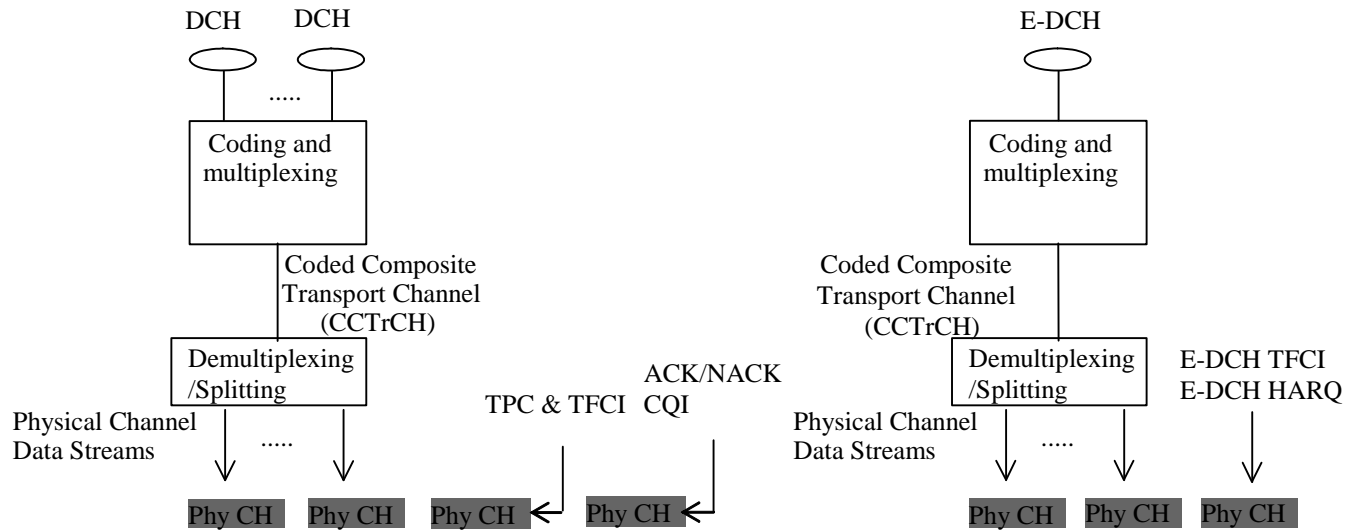 DCH
DCH
.....
Coding and
multiplexing
Coded Composite
Transport Channel
(CCTrCH)
Demultiplexing
/Splitting
Physical Channel
Data Streams
.....
TPC & TFCI
ACK/NACK
CQI
Phy CH
Phy CH
Phy CH
Phy CH
E-DCH
Coding and
multiplexing
Coded Composite
Transport Channel
(CCTrCH)
Demultiplexing
/Splitting
E-DCH TFCI
E-DCH HARQ
Physical Channel
Data Streams
.....
Phy CH
Phy CH
Phy CH